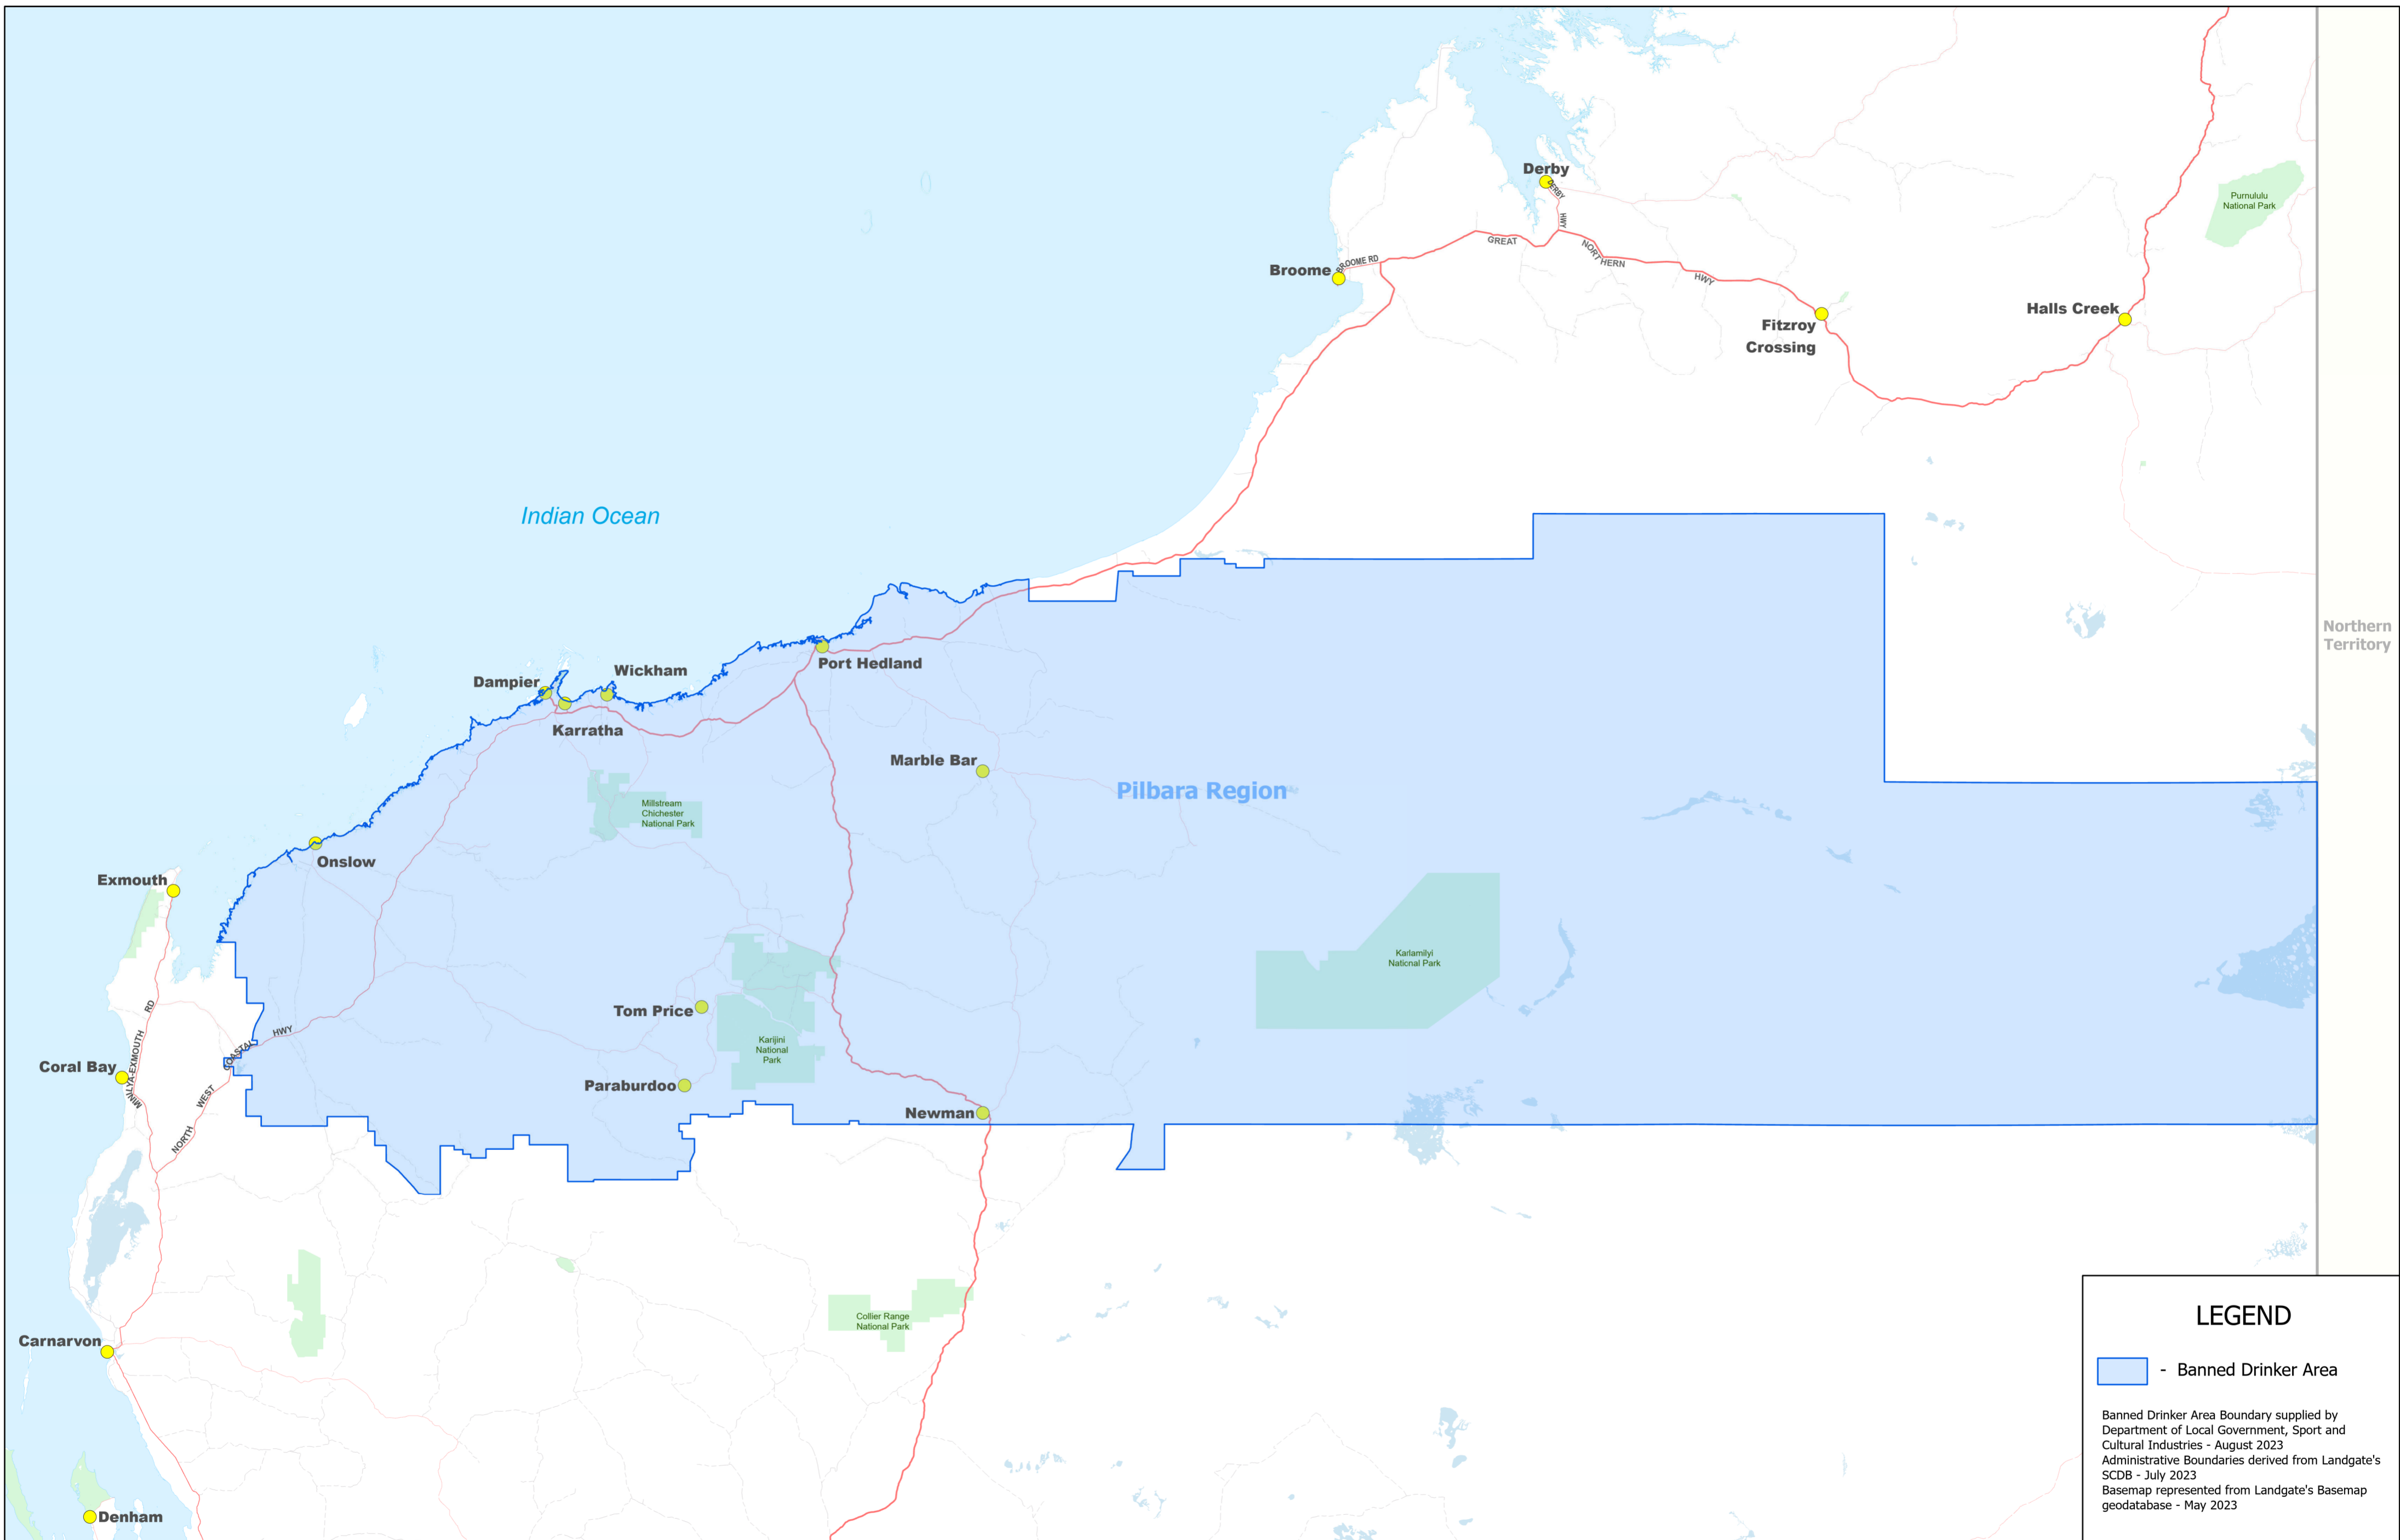 Derby
DERBY
HWY
Purnululu
National Park
GREAT
NORTHERN
HWY
Broome
BROOME RD
Halls Creek
Fitzroy
Crossing
Indian Ocean
Northern
Territory
Port Hedland
Wickham
Dampier
Karratha
Marble Bar
Pilbara Region
Millstream
Chichester
National Park
Onslow
Exmouth
Karlamilyi
National Park
Tom Price
HWY
COASTAL
WEST
NORTH
Karijini
National
Park
MINILYA-EXMOUTH RD
Coral Bay
Paraburdoo
Newman
Collier Range
National Park
Carnarvon
Denham
LEGEND
- Banned Drinker Area
Banned Drinker Area Boundary supplied by
Department of Local Government, Sport and
Cultural Industries - August 2023
Administrative Boundaries derived from Landgate's
SCDB - July 2023
Basemap represented from Landgate's Basemap
geodatabase - May 2023